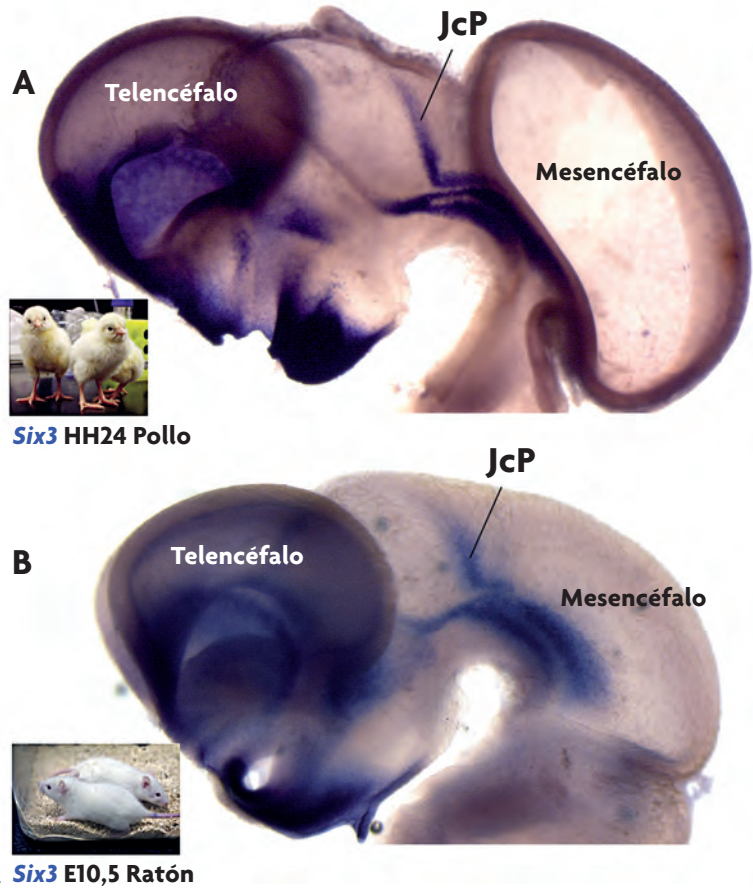 JcP
A
Telencéfalo
Mesencéfalo
Six3 HH24 Pollo
JcP
B
Telencéfalo
Mesencéfalo
Six3 E10,5 Ratón